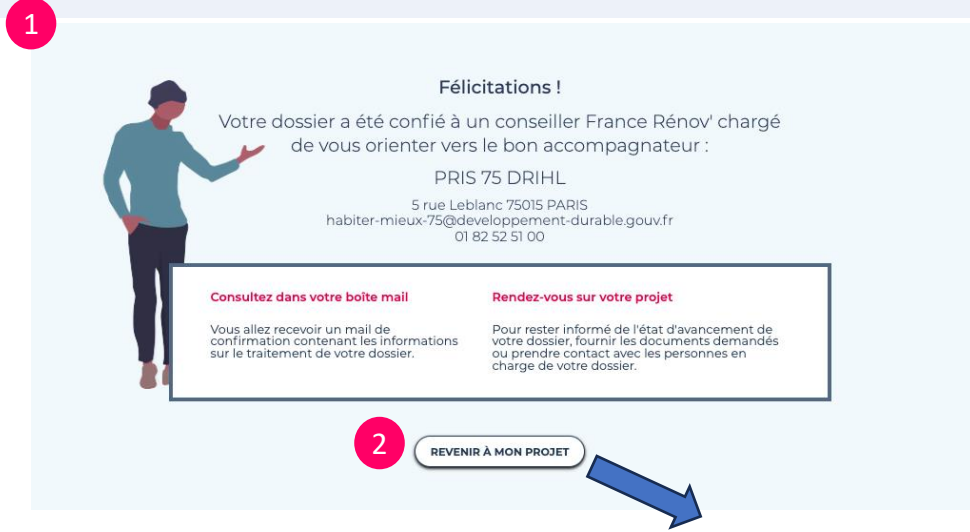 1
Félicitations !
Votre dossier a été confié à un conseiller France Rénov' chargé
de vous orienter vers le bon accompagnateur :
PRIS 75 DRIHL
5 rue Leblanc 75015 PARIS
habiter-mieux-75@developpement-durable.gouv.fr
01 82 52 51 00
Consultez dans votre boîte mail
Vous allez recevoir un mail de
confirmation contenant les informations
sur le traitement de votre dossier.
Rendez-vous sur votre projet
Pour rester informé de l'état d'avancement de
votre dossier, fournir les documents demandés
ou prendre contact avec les personnes en
charge de votre dossier.
2
REVENIR À MON PROJET